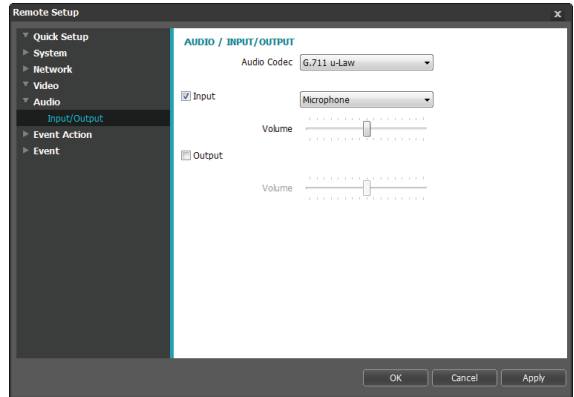 Remote Setup
x
Quick Setup
System
Network
Video
Audio
Input/Output
Event Action
Event
AUDIO / INPUT/OUTPUT
Audio Codec G.711 u-Law
Input Microphone
Volume
Output
Volume
OK Cancel Apply